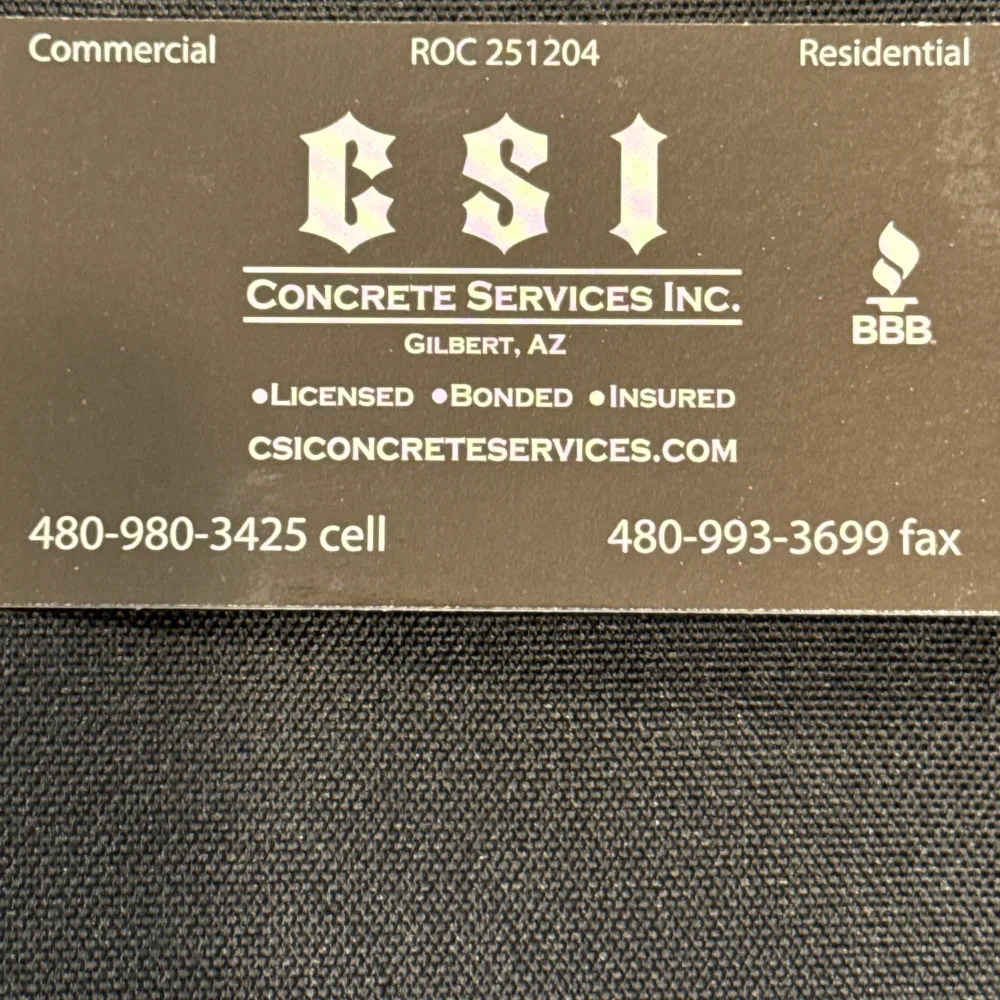 Commercial ROC 251204 Residential
CSI
CONCRETE SERVICES INC.
GILBERT, AZ
BBB.
•LICENSED •BONDED •INSURED
CSICONCRETESERVICES.COM
480-980-3425 cell 480-993-3699 fax